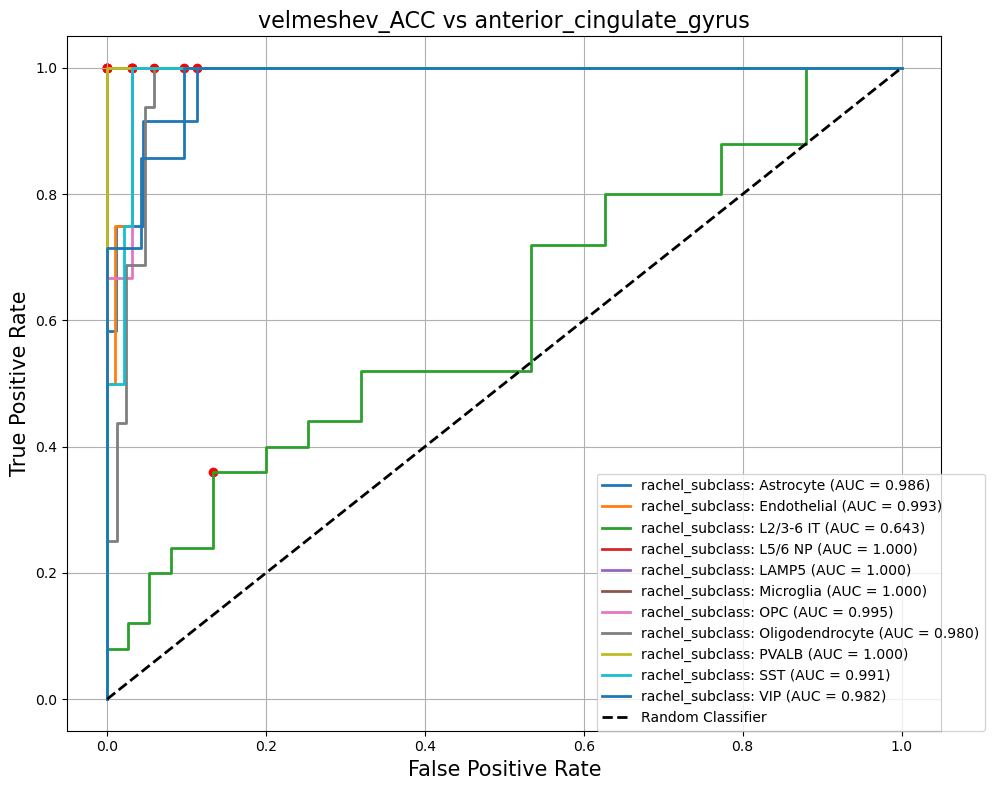 velmeshev_ACC vs anterior_cingulate_gyrus
True Positive Rate
1.0
0.8
0.6
0.4
0.2
0.0
rachel_subclass: Astrocyte (AUC = 0.986)
rachel_subclass: Endothelial (AUC = 0.993)
rachel_subclass: L2/3-6 IT (AUC = 0.643)
rachel_subclass: L5/6 NP (AUC = 1.000)
rachel_subclass: LAMP5 (AUC = 1.000)
rachel_subclass: Microglia (AUC = 1.000)
rachel_subclass: OPC (AUC = 0.995)
rachel_subclass: Oligodendrocyte (AUC = 0.980)
rachel_subclass: PVALB (AUC = 1.000)
rachel_subclass: SST (AUC = 0.991)
rachel_subclass: VIP (AUC = 0.982)
Random Classifier
0.0 0.2 0.4 0.6 0.8 1.0
False Positive Rate